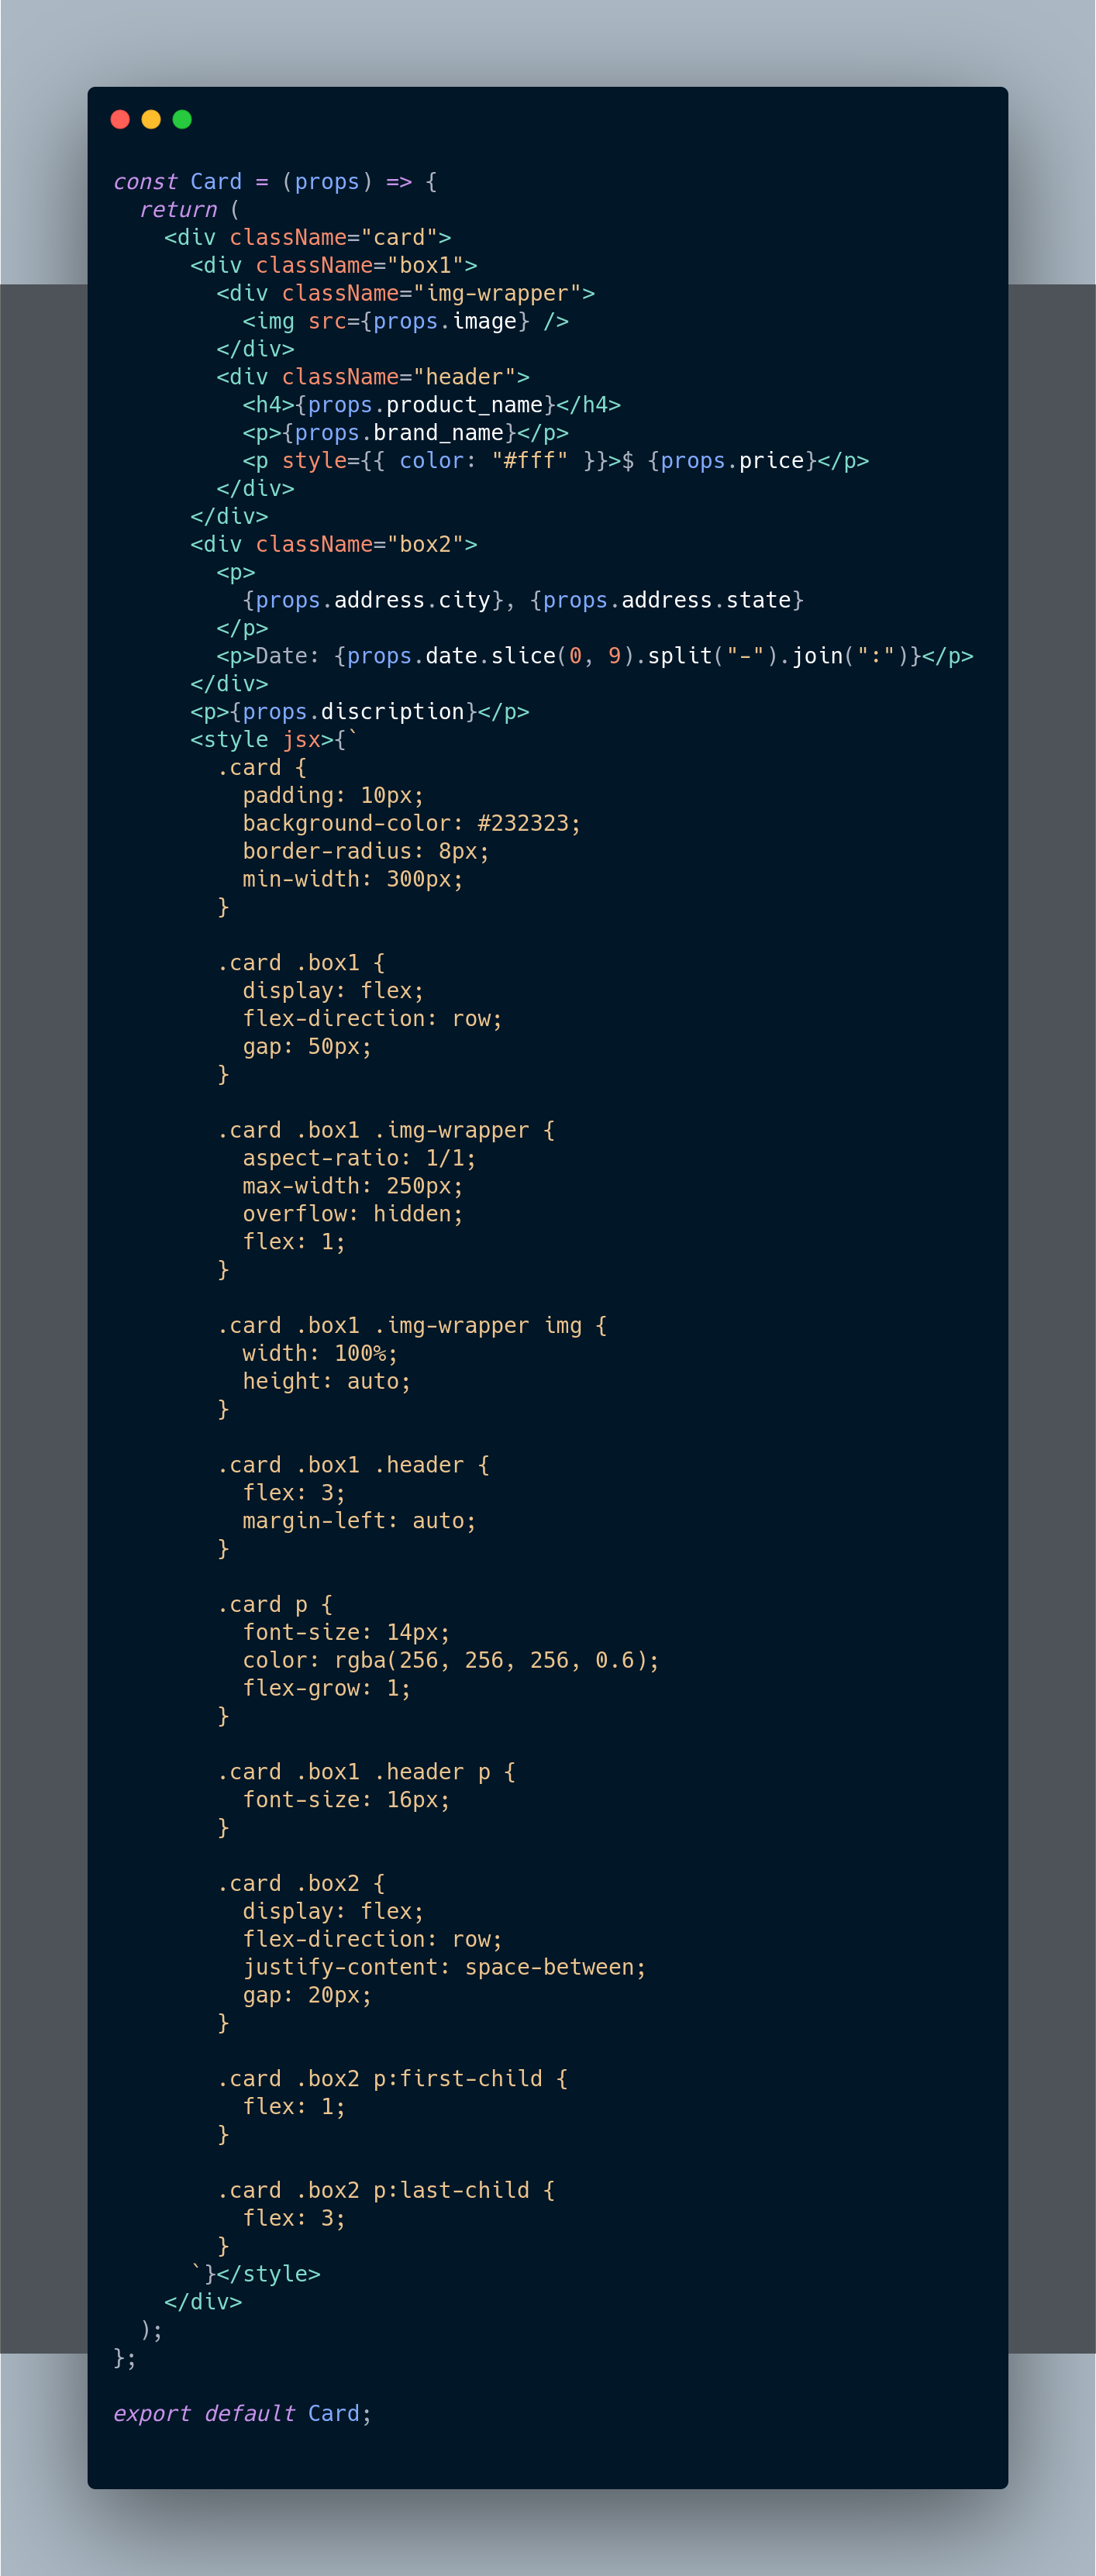 const Card = (props) => {
  return (
    <div className="card">
      <div className="box1">
        <div className="img-wrapper">
          <img src={props.image} />
        </div>
        <div className="header">
          <h4>{props.product_name}</h4>
          <p>{props.brand_name}</p>
          <p style={{ color: "#fff" }}>$ {props.price}</p>
        </div>
      </div>
      <div className="box2">
        <p>
          {props.address.city}, {props.address.state}
        </p>
        <p>Date: {props.date.slice(0, 9).split("-").join(":")}</p>
      </div>
      <p>{props.discription}</p>
      <style jsx>{`
        .card {
          padding: 10px;
          background-color: #232323;
          border-radius: 8px;
          min-width: 300px;
        }

        .card .box1 {
          display: flex;
          flex-direction: row;
          gap: 50px;
        }

        .card .box1 .img-wrapper {
          aspect-ratio: 1/1;
          max-width: 250px;
          overflow: hidden;
          flex: 1;
        }

        .card .box1 .img-wrapper img {
          width: 100%;
          height: auto;
        }

        .card .box1 .header {
          flex: 3;
          margin-left: auto;
        }

        .card p {
          font-size: 14px;
          color: rgba(256, 256, 256, 0.6);
          flex-grow: 1;
        }

        .card .box1 .header p {
          font-size: 16px;
        }

        .card .box2 {
          display: flex;
          flex-direction: row;
          justify-content: space-between;
          gap: 20px;
        }

        .card .box2 p:first-child {
          flex: 1;
        }

        .card .box2 p:last-child {
          flex: 3;
        }
      `}</style>
    </div>
  );
};

export default Card;